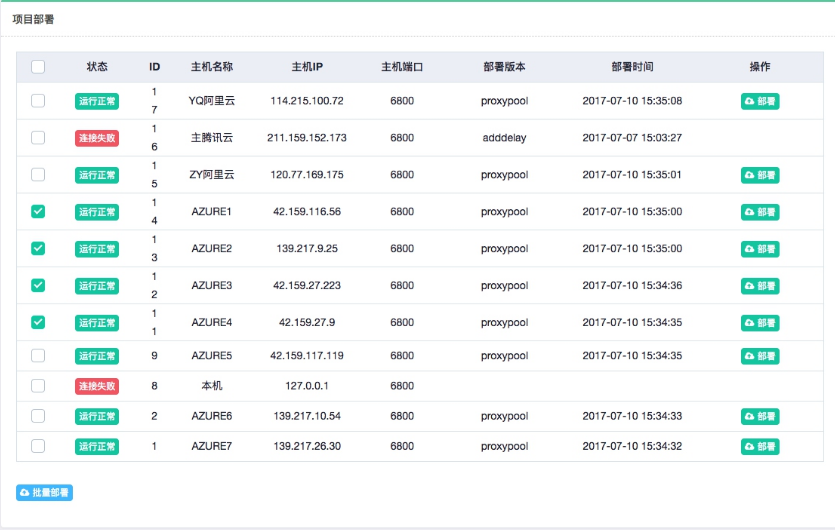 项目部署
状态 ID 主机名称 主机IP 主机端口 部署版本 部署时间 操作
运行正常 17 YQ阿里云 114.215.100.72 6800 proxypool 2017-07-10 15:35:08 部署
连接失败 16 主腾讯云 211.159.152.173 6800 adddelay 2017-07-07 15:03:27
运行正常 15 ZY阿里云 120.77.169.175 6800 proxypool 2017-07-10 15:35:01 部署
运行正常 14 AZURE1 42.159.116.56 6800 proxypool 2017-07-10 15:35:00 部署
运行正常 13 AZURE2 139.217.9.25 6800 proxypool 2017-07-10 15:35:00 部署
运行正常 12 AZURE3 42.159.27.223 6800 proxypool 2017-07-10 15:34:36 部署
运行正常 11 AZURE4 42.159.27.9 6800 proxypool 2017-07-10 15:34:35 部署
运行正常 9 AZURE5 42.159.117.119 6800 proxypool 2017-07-10 15:34:35 部署
连接失败 8 本机 127.0.0.1 6800
运行正常 2 AZURE6 139.217.10.54 6800 proxypool 2017-07-10 15:34:33 部署
运行正常 1 AZURE7 139.217.26.30 6800 proxypool 2017-07-10 15:34:32 部署
批量部署